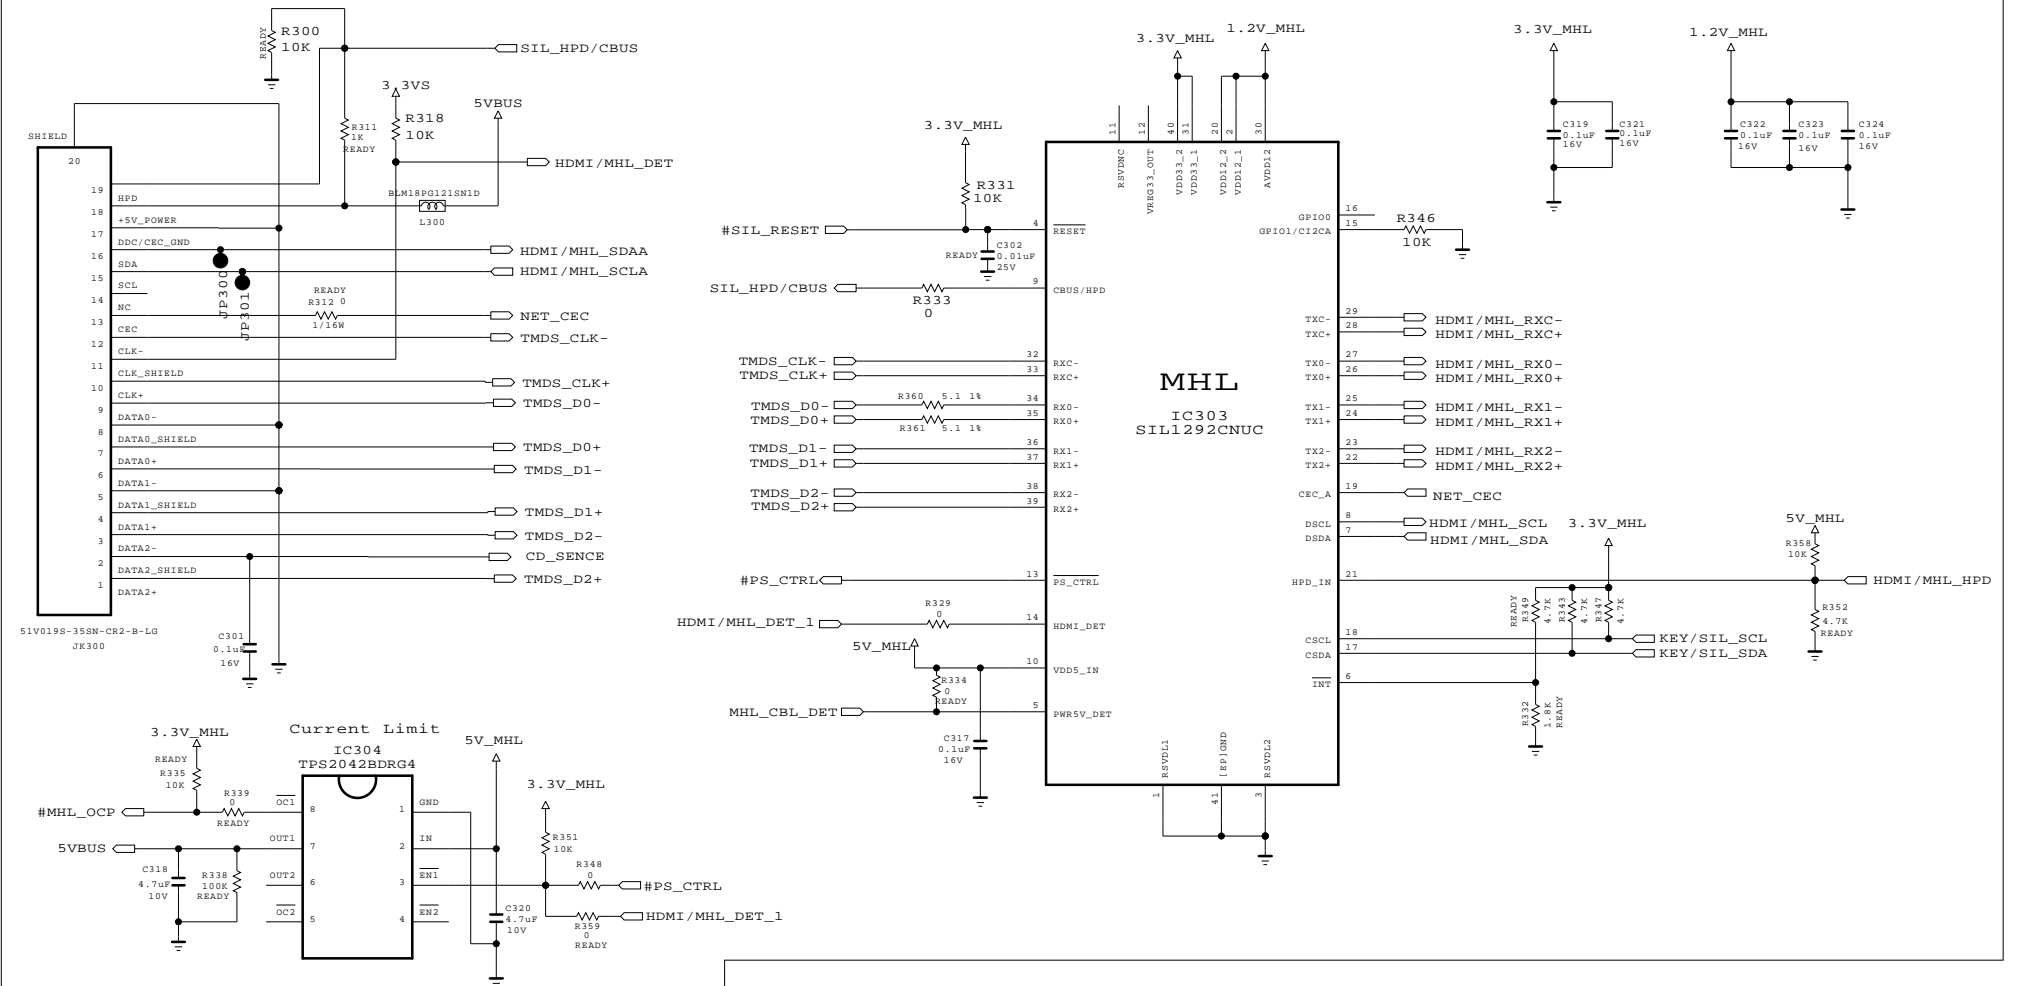 READY
R300
10K
SIL_HPD/CBUS
3.3VS
5VBUS
R311
1K
READY
R318
10K
HDMI/MHL_DET
BLM18PG121SN1D
L300
SHIELD
20
19
HPD
18
+5V_POWER
17
DDC/CEC_GND
16
SDA
15
SCL
14
NC
13
CEC
12
CLK-
11
CLK_SHIELD
10
CLK+
9
DATA0-
8
DATA0_SHIELD
7
DATA0+
6
DATA1-
5
DATA1_SHIELD
4
DATA1+
3
DATA2-
2
DATA2_SHIELD
1
DATA2+
51V019S-35SN-CR2-B-LG
JK300
HDMI/MHL_SDAA
HDMI/MHL_SCLA
JP300
JP301
READY
R312 0
1/16W
NET_CEC
TMDS_CLK-
TMDS_CLK+
TMDS_D0-
TMDS_D0+
TMDS_D1-
TMDS_D1+
TMDS_D2-
CD_SENCE
TMDS_D2+
C301
0.1uF
16V
3.3V_MHL
READY
R335
10K
R339
0
READY
#MHL_OCP
5VBUS
C318
4.7uF
10V
R338
100K
READY
Current Limit
IC304
TPS2042BDRG4
OC1
8
OUT1
7
OUT2
6
OC2
5
1
GND
2
IN
3
EN1
4
EN2
5V_MHL
C320
4.7uF
10V
3.3V_MHL
R351
10K
R348
0
#PS_CTRL
R359
0
READY
HDMI/MHL_DET_1
3.3V_MHL
1.2V_MHL
3.3V_MHL
R331
10K
#SIL_RESET
READY
C302
0.01uF
25V
SIL_HPD/CBUS
R333
0
TMDS_CLK-
TMDS_CLK+
TMDS_D0-
TMDS_D0+
R360 5.1 1%
R361 5.1 1%
TMDS_D1-
TMDS_D1+
TMDS_D2-
TMDS_D2+
#PS_CTRL
R329
0
HDMI/MHL_DET_1
5V_MHL
R334
0
READY
MHL_CBL_DET
C317
0.1uF
16V
11
RSVDNC
12
VREG33_OUT
40
VDD33_2
31
VDD33_1
20
VDD12_2
2
VDD12_1
30
AVDD12
4
RESET
9
CBUS/HPD
32
RXC-
33
RXC+
34
RX0-
35
RX0+
36
RX1-
37
RX1+
38
RX2-
39
RX2+
13
PS_CTRL
14
HDMI_DET
10
VDD5_IN
5
PWR5V_DET
MHL
IC303
SIL1292CNUC
RSVDL1
1
[EP]GND
41
RSVDL2
3
GPIO0
16
GPIO1/CI2CA
15
R346
10K
TXC-
29
HDMI/MHL_RXC-
TXC+
28
HDMI/MHL_RXC+
TX0-
27
HDMI/MHL_RX0-
TX0+
26
HDMI/MHL_RX0+
TX1-
25
HDMI/MHL_RX1-
TX1+
24
HDMI/MHL_RX1+
TX2-
23
HDMI/MHL_RX2-
TX2+
22
HDMI/MHL_RX2+
CEC_A
19
NET_CEC
DSCL
8
HDMI/MHL_SCL
DSDA
7
HDMI/MHL_SDA
HPD_IN
21
HDMI/MHL_HPD
CSCL
18
KEY/SIL_SCL
CSDA
17
KEY/SIL_SDA
INT
6
3.3V_MHL
READY
R349
4.7K
R343
4.7K
R347
4.7K
R332
1.8K
READY
5V_MHL
R358
10K
R352
4.7K
READY
3.3V_MHL
C319
0.1uF
16V
C321
0.1uF
16V
1.2V_MHL
C322
0.1uF
16V
C323
0.1uF
16V
C324
0.1uF
16V